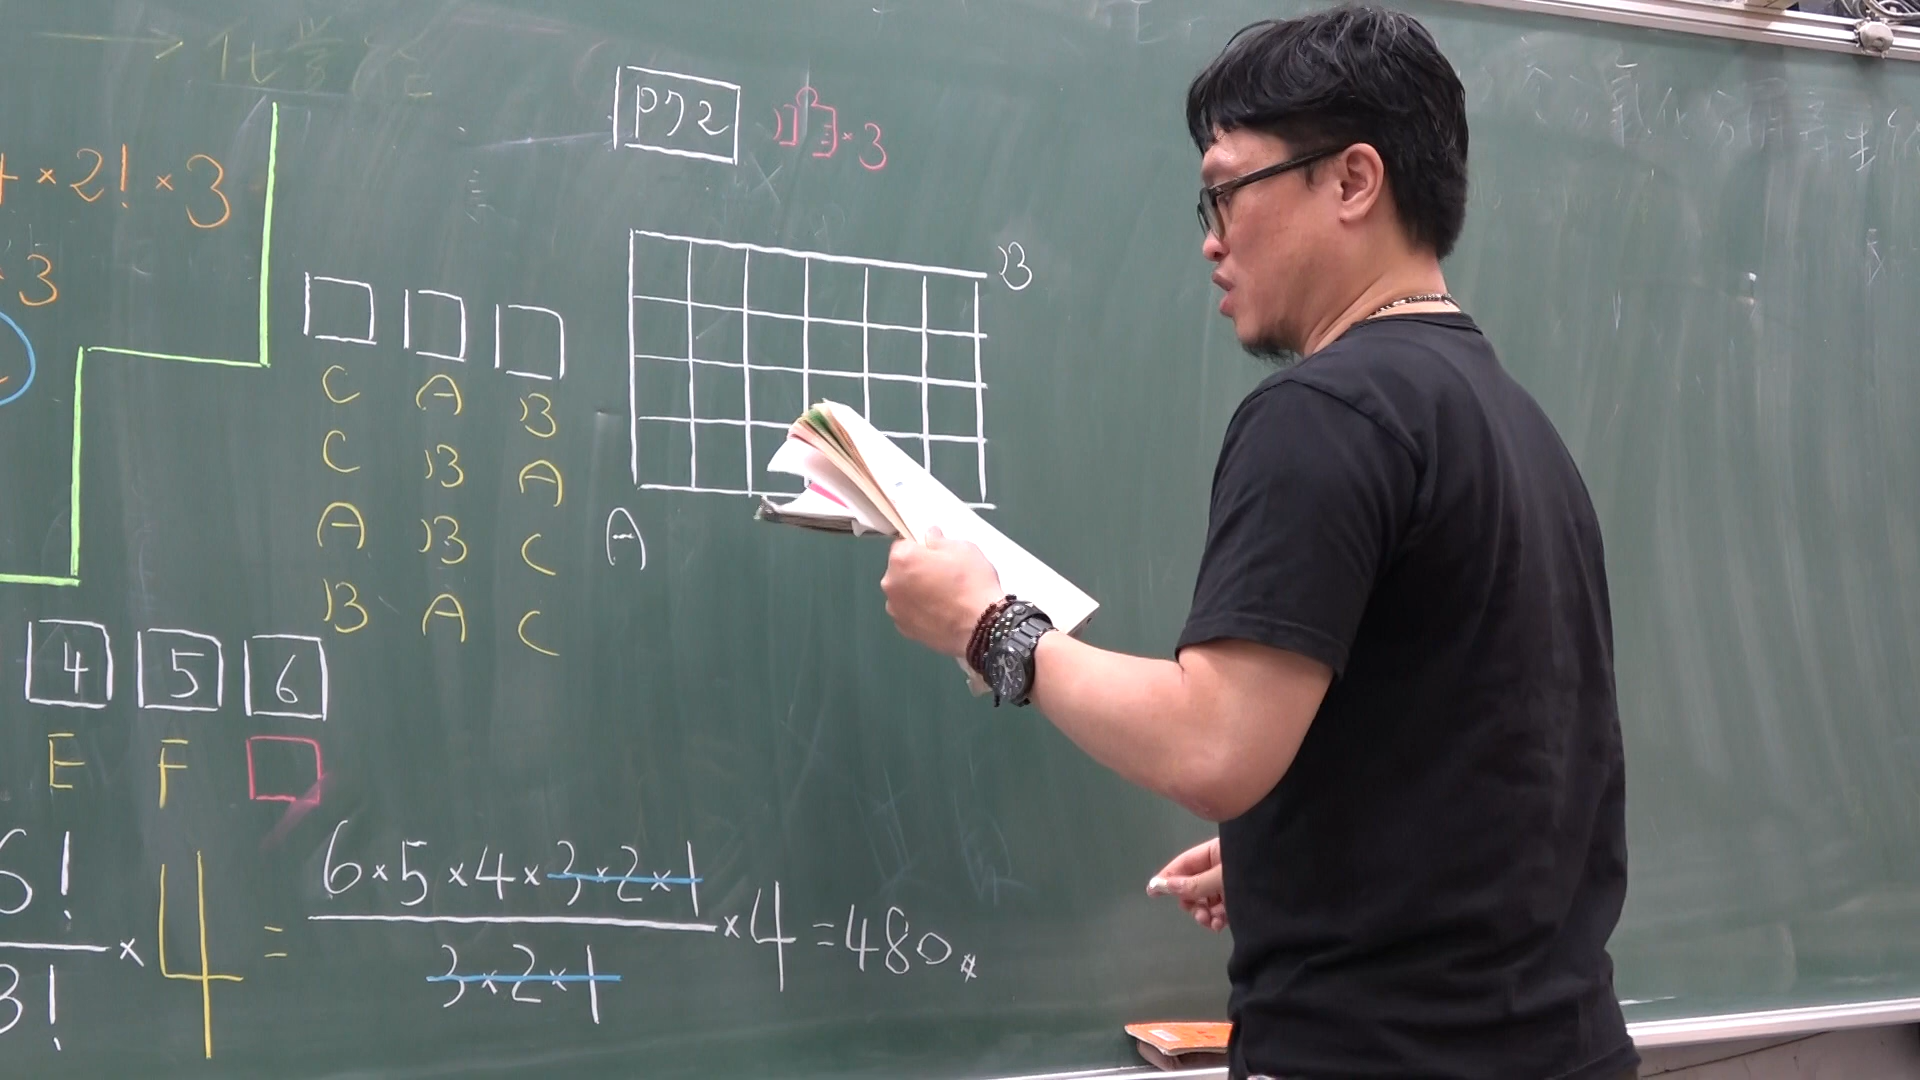 P72
×2!×3
3
B
C A B
C B A
A B C
B A C
A
4 5 6
E F □
6!/3! × 4 = 6×5×4×3×2×1/3×2×1 ×4=480